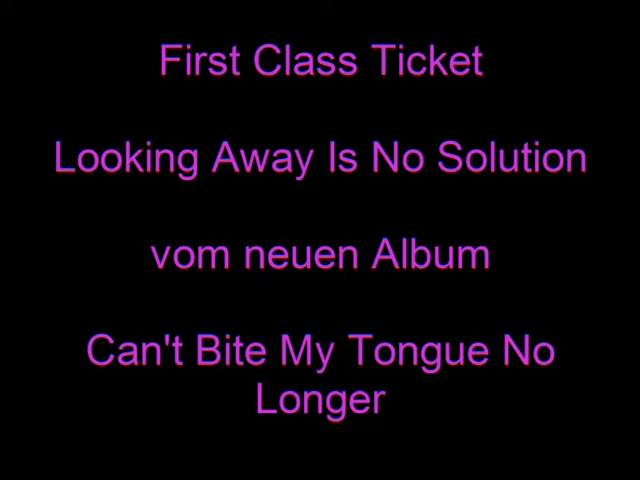 First Class Ticket
Looking Away Is No Solution
vom neuen Album
Can't Bite My Tongue No
Longer